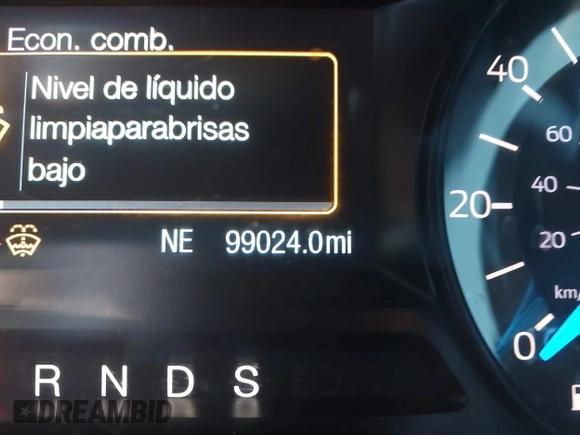 Econ. comb.
Nivel de líquido
limpiaparabrisas
bajo
NE 99024.0mi
R N D S
40
60
20
40
20
km/
0
DREAMBID